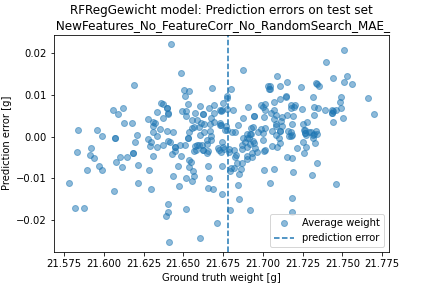 RFRegGewicht model: Prediction errors on test set
NewFeatures_No_FeatureCorr_No_RandomSearch_MAE_
0.02
0.01
0.00
−0.01
−0.02
Prediction error [g]
Average weight
prediction error
21.575 21.600 21.625 21.650 21.675 21.700 21.725 21.750 21.775
Ground truth weight [g]